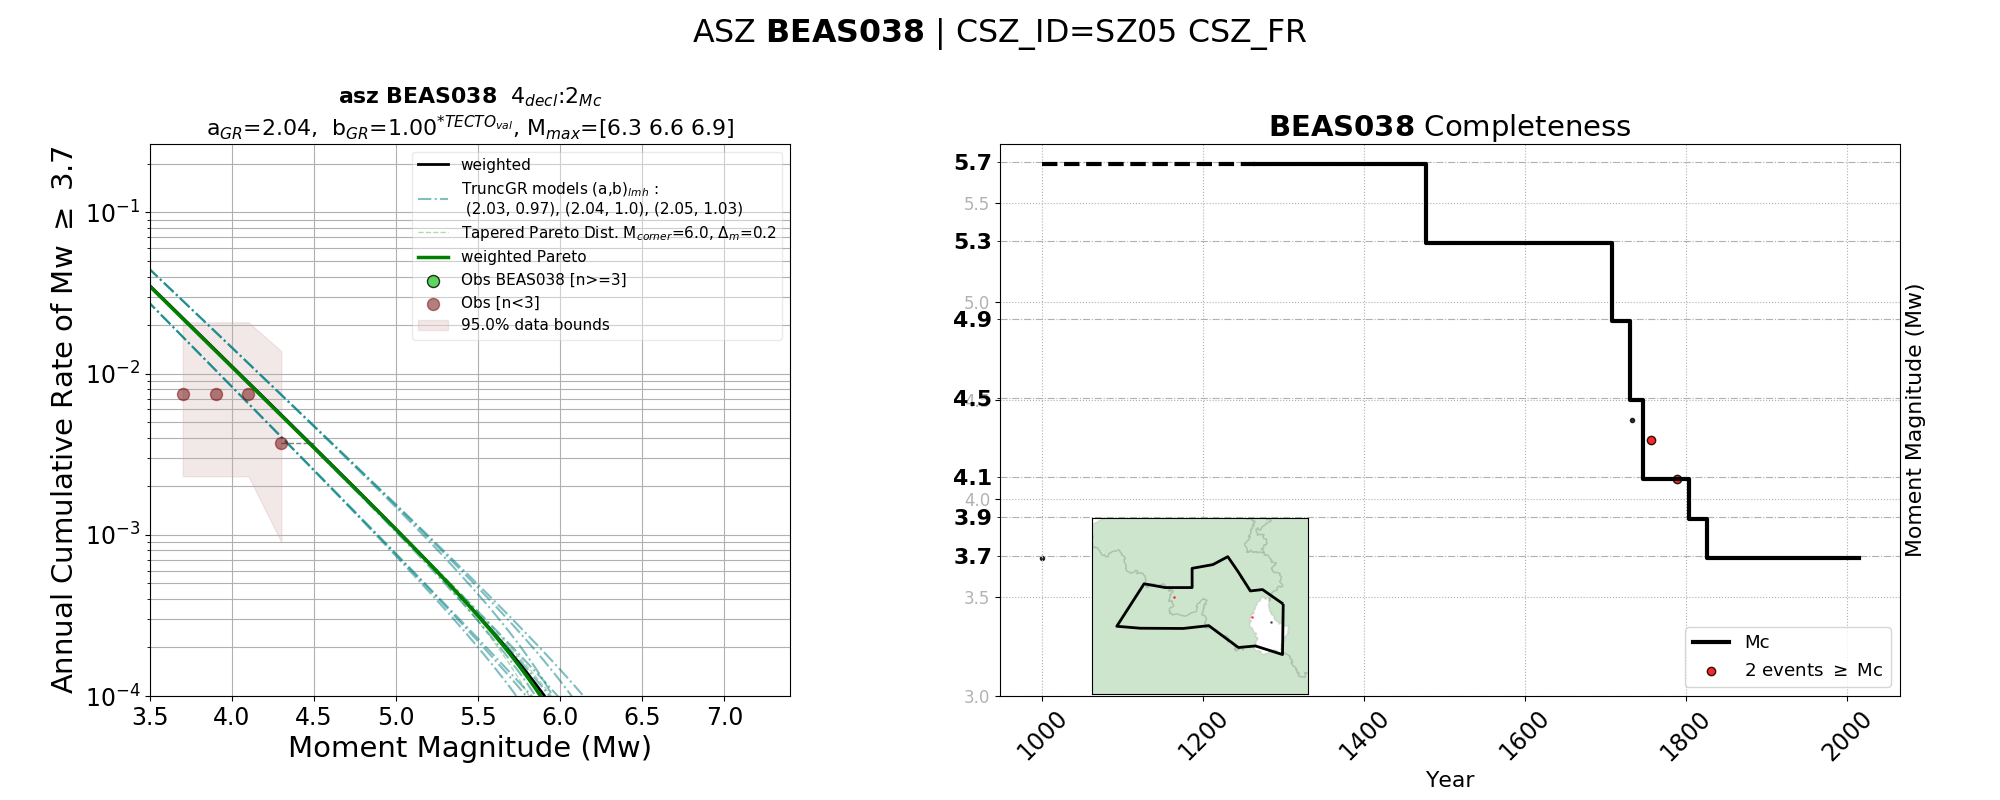 ASZ BEAS038 | CSZ_ID=SZ05 CSZ_FR
asz BEAS038 4decl:2Mc
aGR=2.04, bGR=1.00*TECTOval, Mmax=[6.3 6.6 6.9]
Annual Cumulative Rate of Mw ≥ 3.7
10−1
10−2
10−3
10−4
weighted
TruncGR models (a,b)lmh :
(2.03, 0.97), (2.04, 1.0), (2.05, 1.03)
Tapered Pareto Dist. Mcorner=6.0, Δm=0.2
weighted Pareto
Obs BEAS038 [n>=3]
Obs [n<3]
95.0% data bounds
3.5 4.0 4.5 5.0 5.5 6.0 6.5 7.0
Moment Magnitude (Mw)
BEAS038 Completeness
5.7
5.5
5.3
5.0
4.9
4.5
4.1
4.0
3.9
3.7
3.5
3.0
Moment Magnitude (Mw)
Mc
2 events ≥ Mc
1000 1200 1400 1600 1800 2000
Year